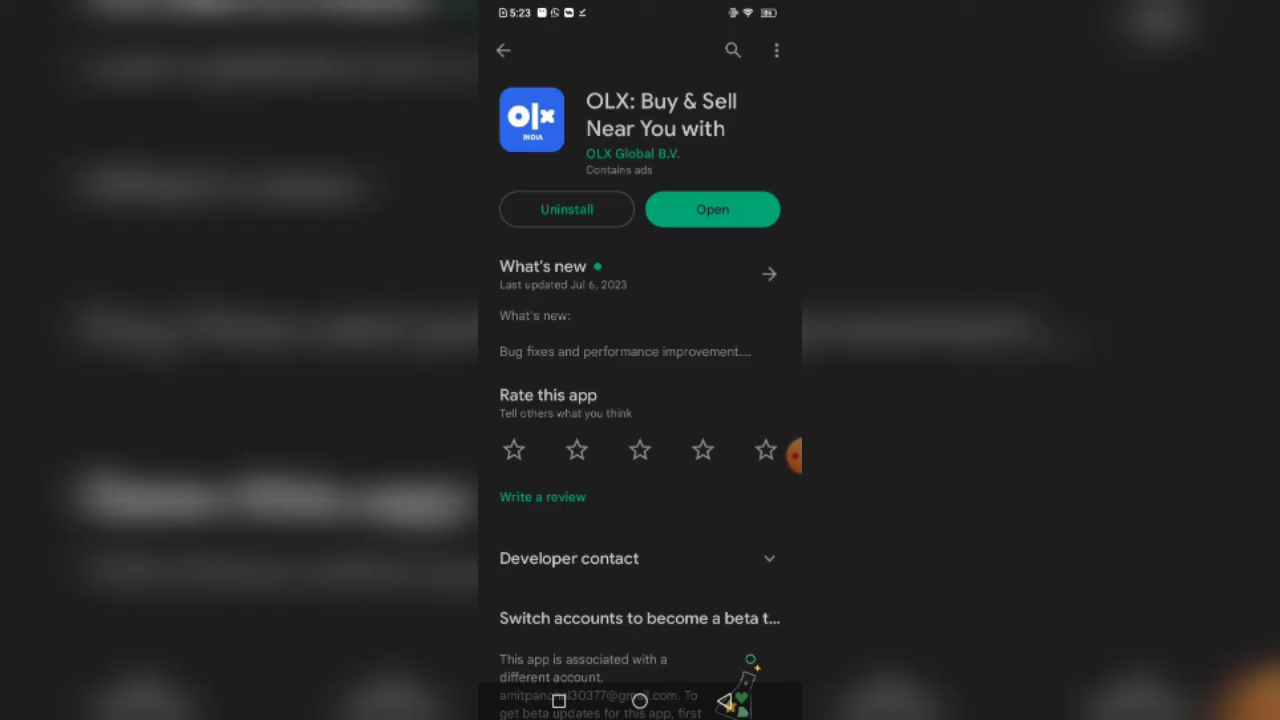 5:23
OLX: Buy & Sell
Near You with
olx
INDIA
OLX Global B.V.
Contains ads
Uninstall
Open
What's new
Last updated Jul 6, 2023
What's new:
Bug fixes and performance improvement....
Rate this app
Tell others what you think
Write a review
Developer contact
Switch accounts to become a beta t...
This app is associated with a
different account,
30377@gmail.com. To
get beta updates for this app, first